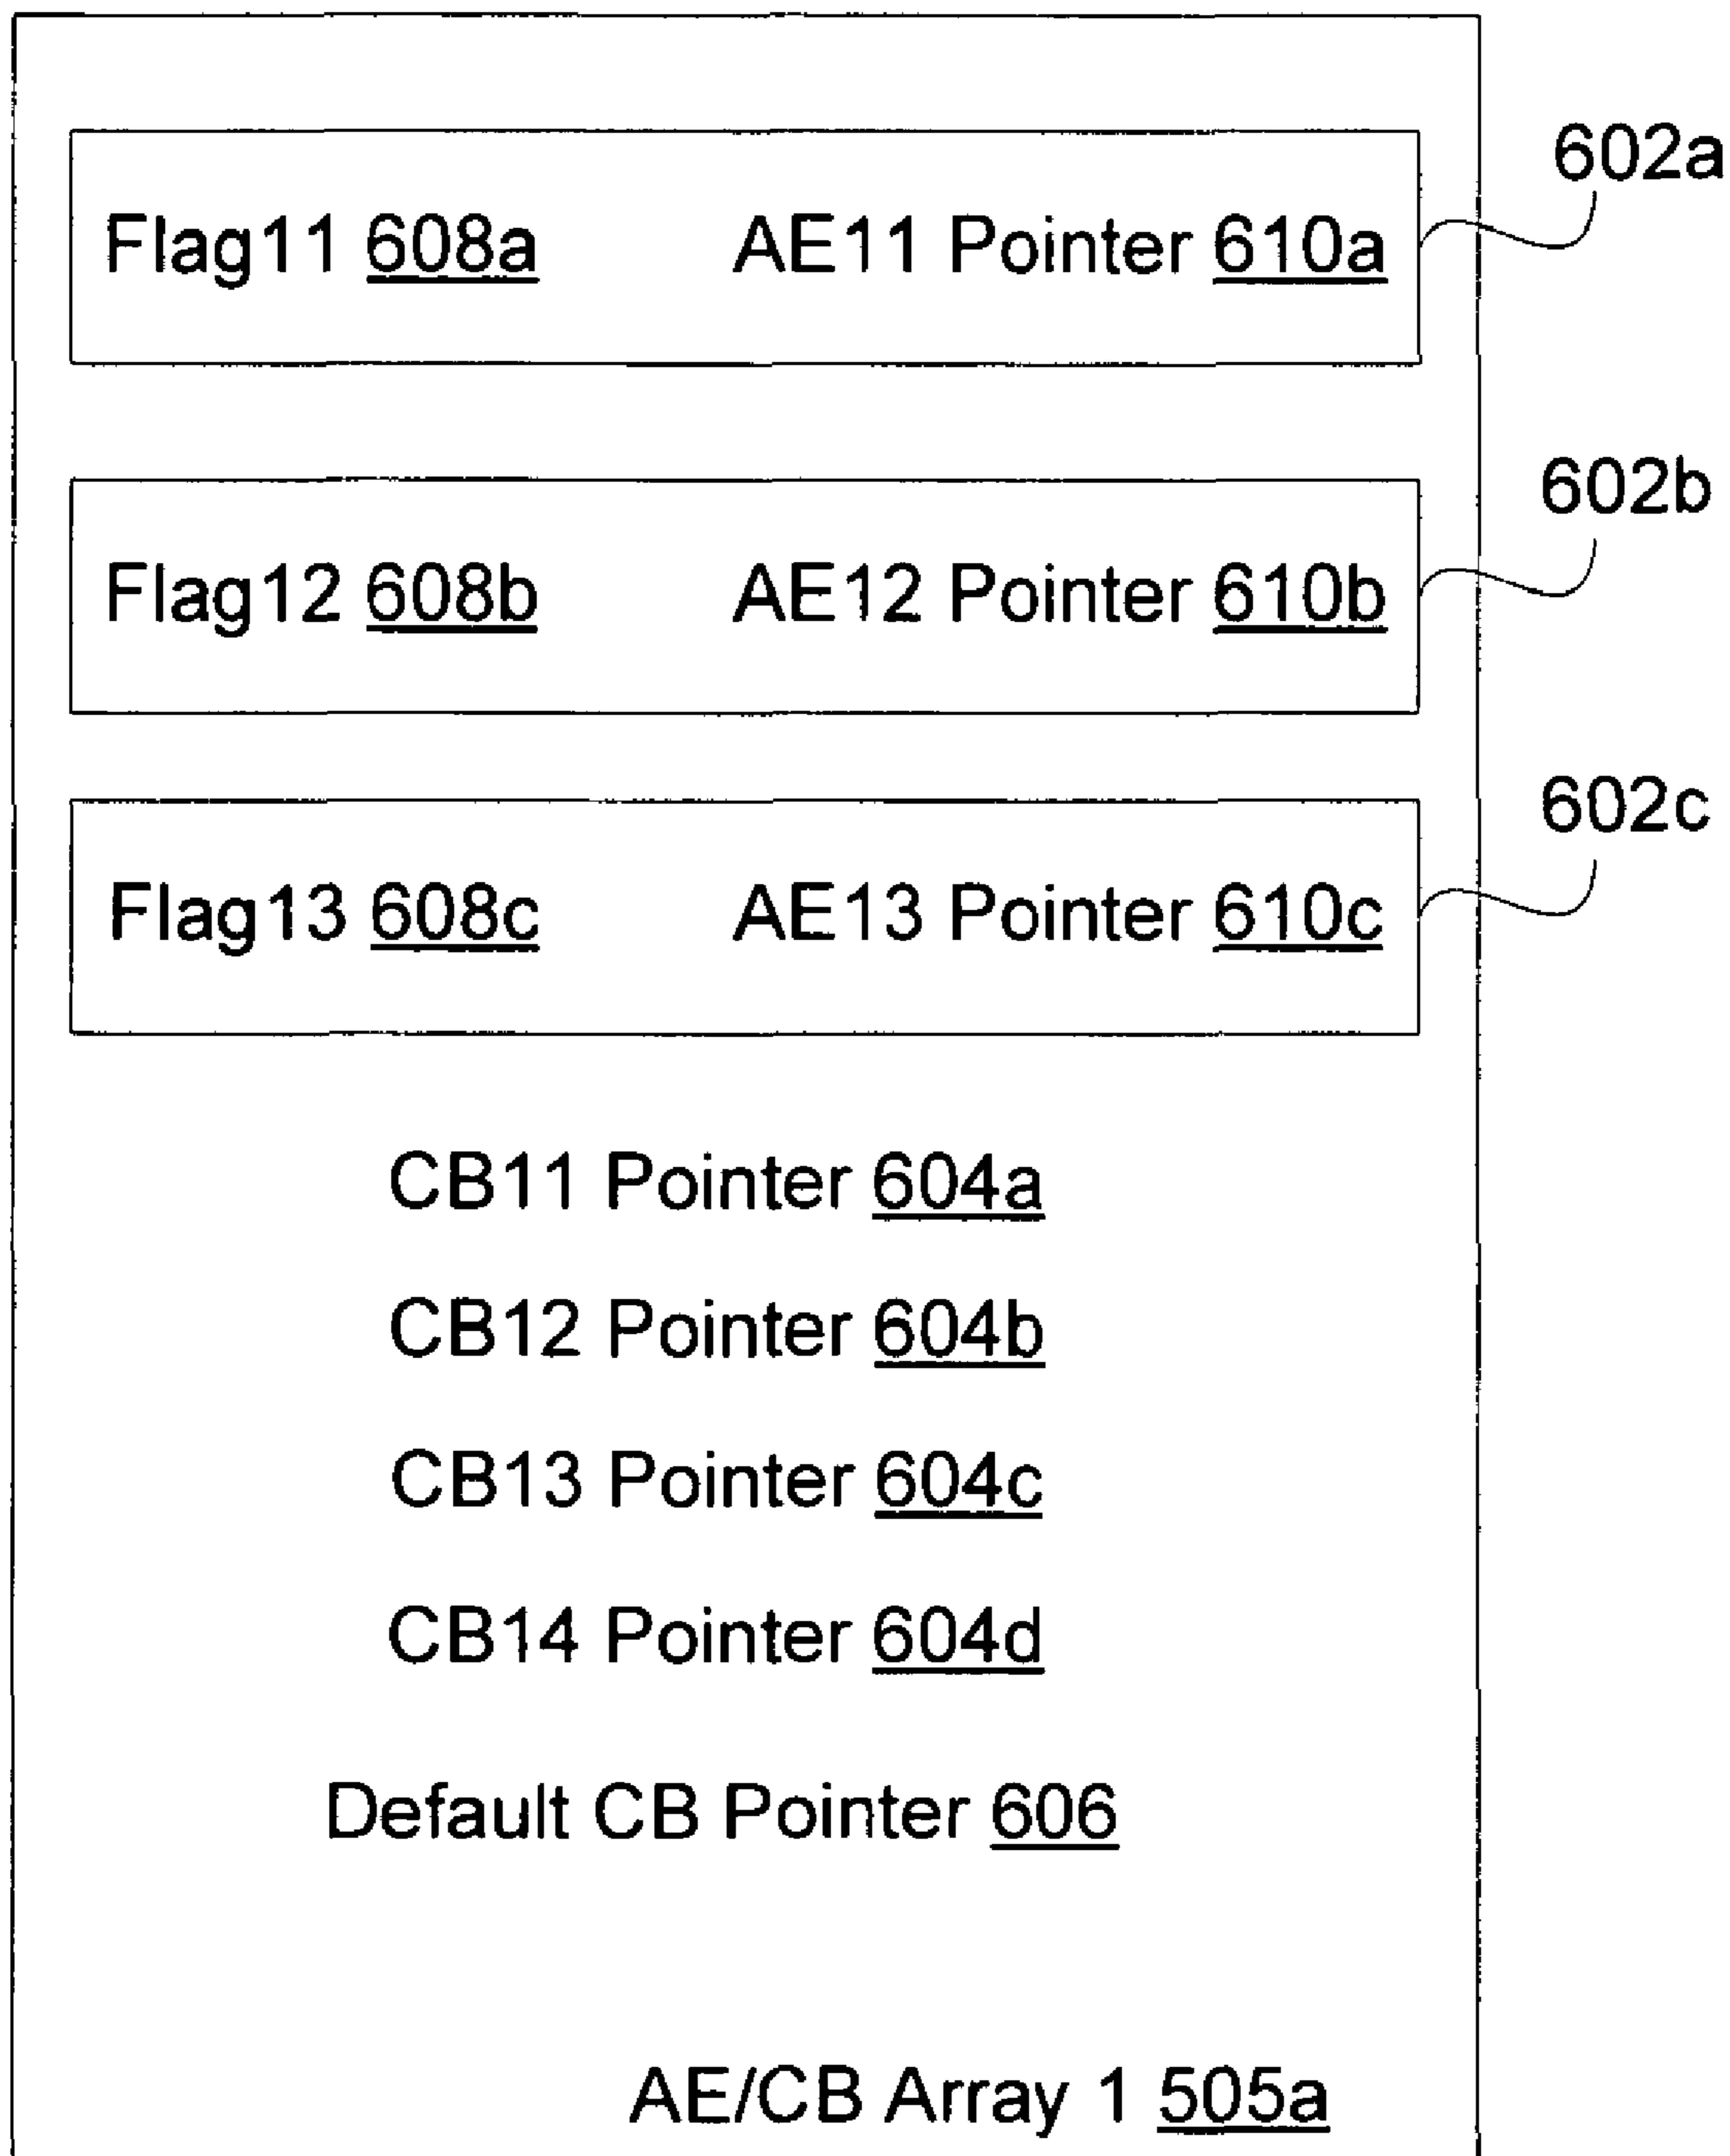 602a
Flag11 608a AE11 Pointer 610a
602b
Flag12 608b AE12 Pointer 610b
602c
Flag13 608c AE13 Pointer 610c
CB11 Pointer 604a
CB12 Pointer 604b
CB13 Pointer 604c
CB14 Pointer 604d
Default CB Pointer 606
AE/CB Array 1 505a